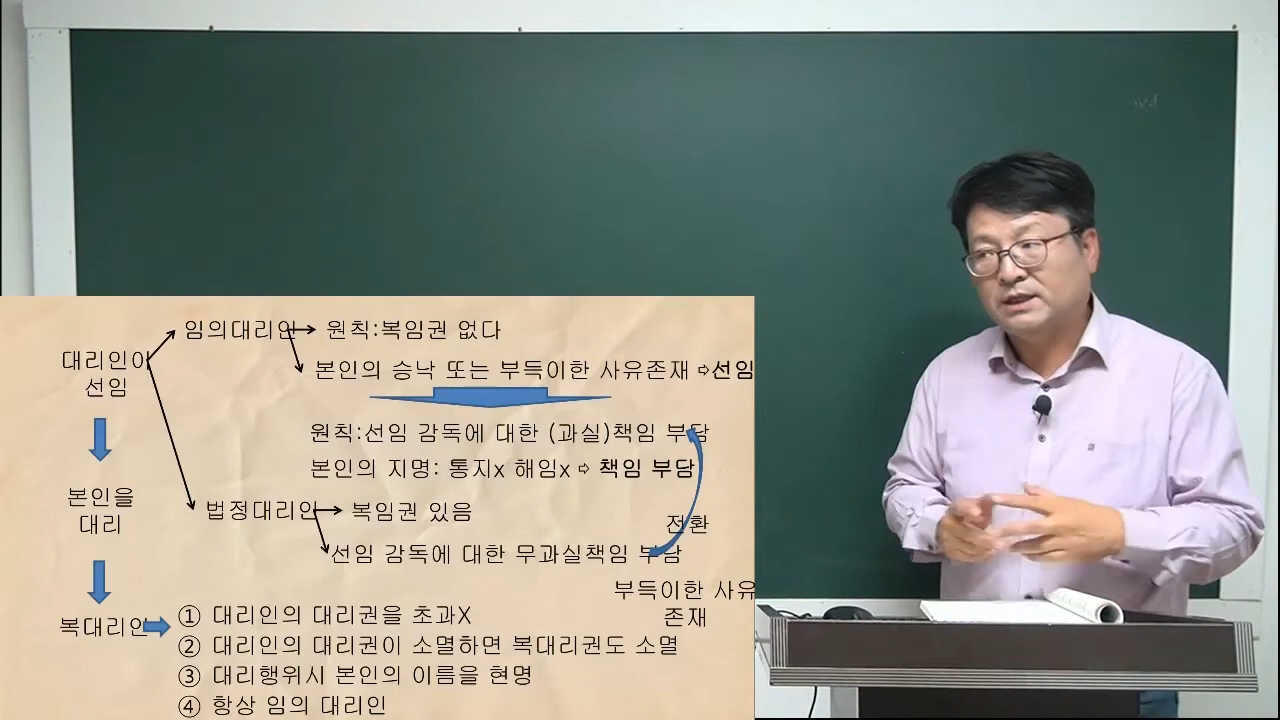 임의대리인 원칙:복임권 없다
대리인이
선임
본인의 승낙 또는 부득이한 사유존재 ⇨선임
원칙:선임 감독에 대한 (과실)책임 부담
본인의 지명: 통지x 해임x ⇨ 책임 부담
본인을
대리
법정대리인 복임권 있음
전환
선임 감독에 대한 무과실책임 부담
부득이한 사유
존재
복대리인
① 대리인의 대리권을 초과X
② 대리인의 대리권이 소멸하면 복대리권도 소멸
③ 대리행위시 본인의 이름을 현명
④ 항상 임의 대리인